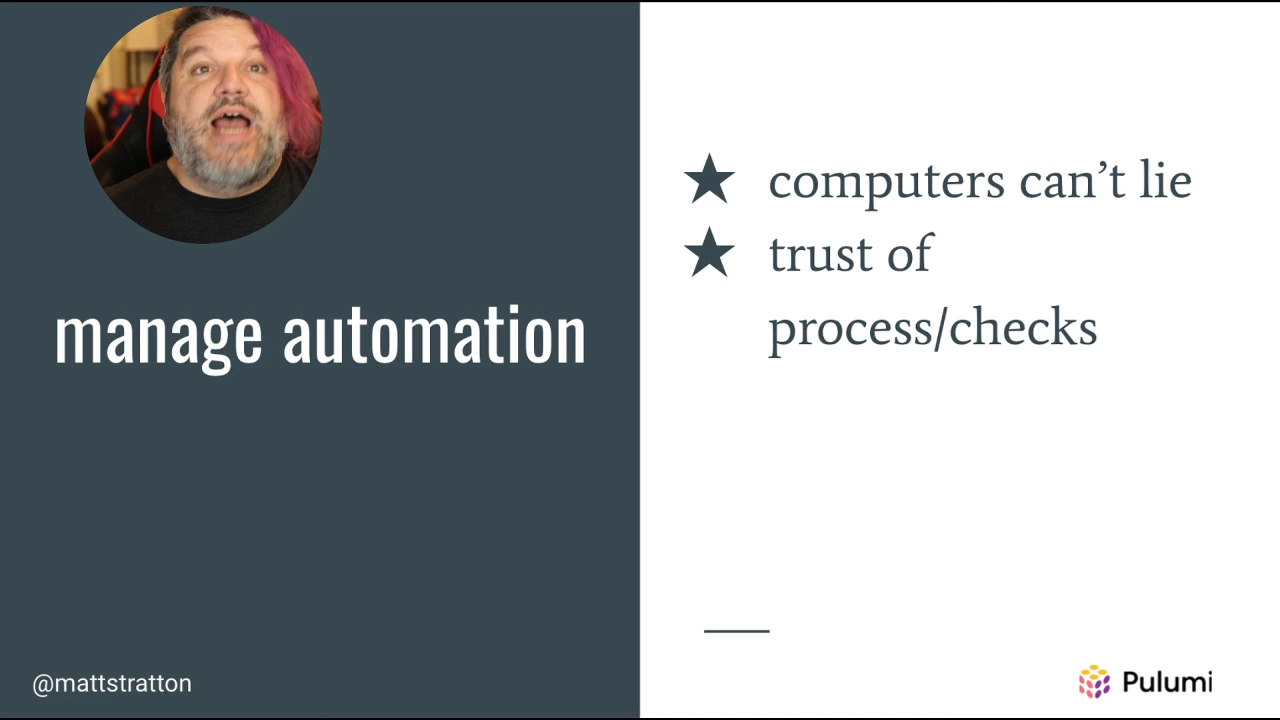 manage automation
computers can’t lie
trust of
process/checks
@mattstratton
Pulumi